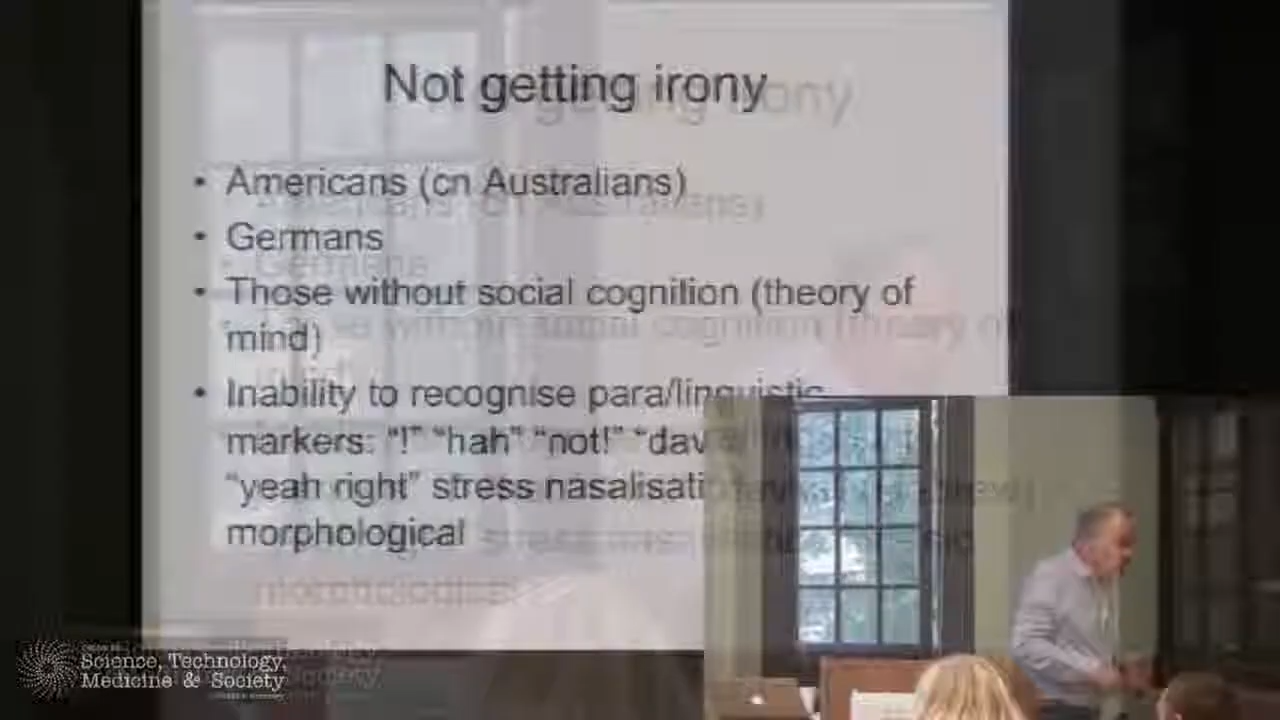 Not getting irony
• Americans (cn Australians)
• Germans
• Those without social cognition (theory of
mind)
• Inability to recognise para/linguistic
markers: “!” “hah” “not!”
“yeah right” stress
morphological
Science, Technology,
Medicine & Society